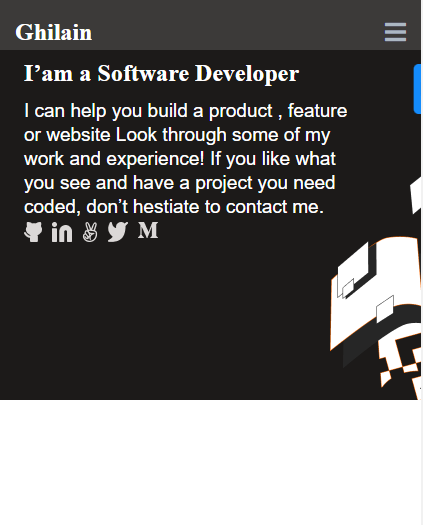 Ghilain
I’am a Software Developer
I can help you build a product , feature
or website Look through some of my
work and experience! If you like what
you see and have a project you need
coded, don’t hestiate to contact me.